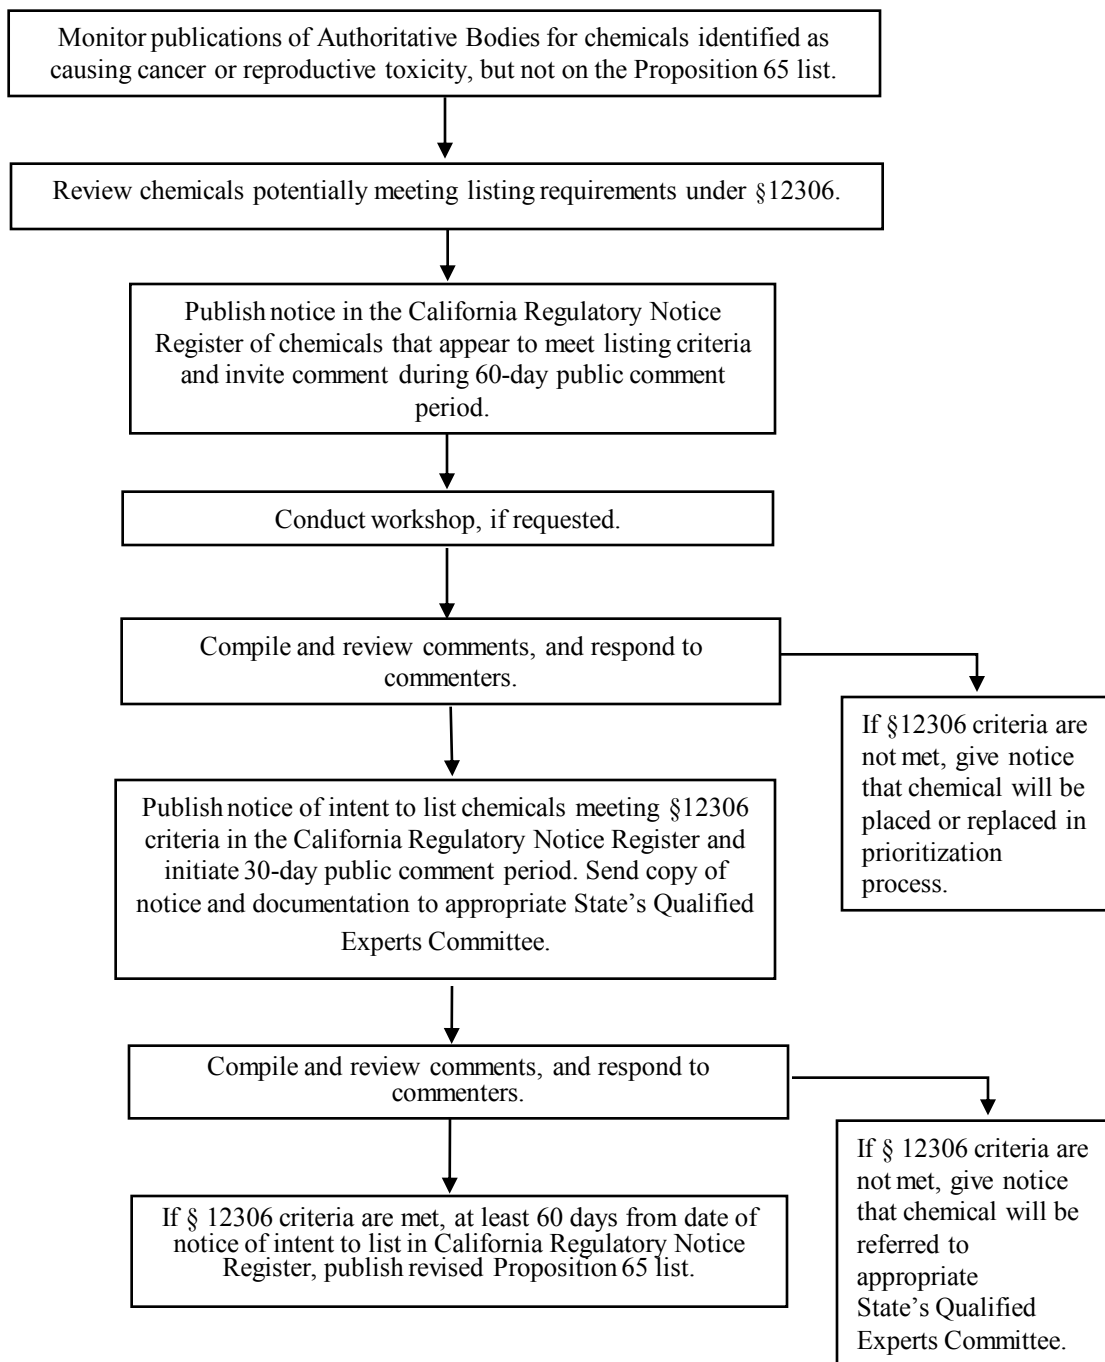 Monitor publications of Authoritative Bodies for chemicals identified as
causing cancer or reproductive toxicity, but not on the Proposition 65 list.
Review chemicals potentially meeting listing requirements under §12306.
Publish notice in the California Regulatory Notice
Register of chemicals that appear to meet listing criteria
and invite comment during 60-day public comment
period.
Conduct workshop, if requested.
Compile and review comments, and respond to
commenters.
If §12306 criteria are
not met, give notice
that chemical will be
placed or replaced in
prioritization
process.
Publish notice of intent to list chemicals meeting §12306
criteria in the California Regulatory Notice Register and
initiate 30-day public comment period. Send copy of
notice and documentation to appropriate State’s Qualified
Experts Committee.
Compile and review comments, and respond to
commenters.
If § 12306 criteria are
not met, give notice
that chemical will be
referred to
appropriate
State’s Qualified
Experts Committee.
If § 12306 criteria are met, at least 60 days from date of
notice of intent to list in California Regulatory Notice
Register, publish revised Proposition 65 list.